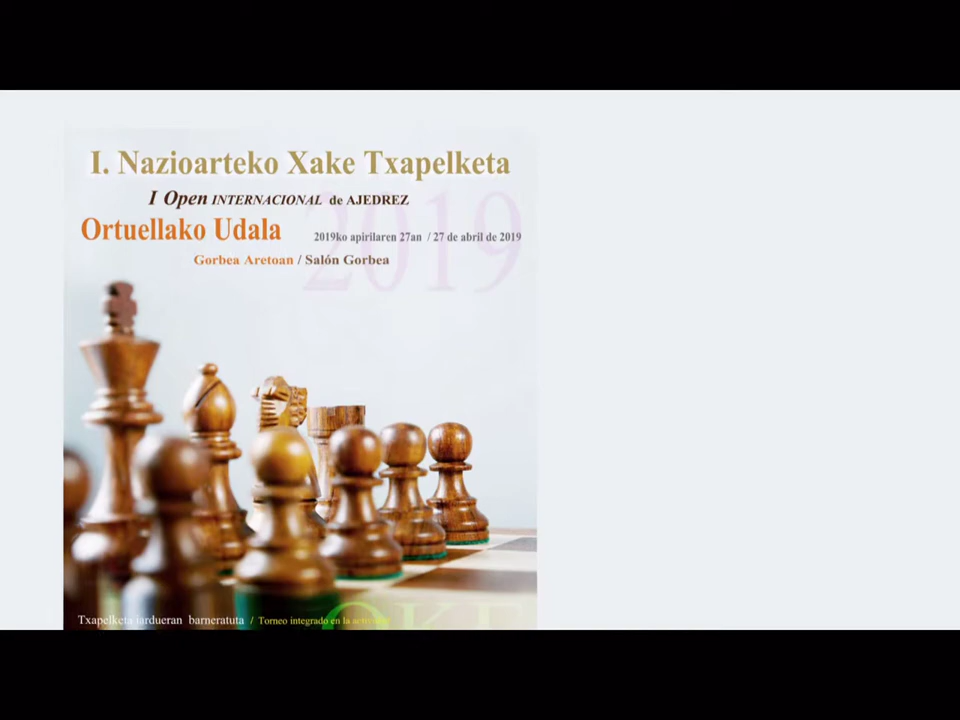 I. Nazioarteko Xake Txapelketa
I Open INTERNACIONAL de AJEDREZ
2019
Ortuellako Udala 2019ko apirilaren 27an / 27 de abril de 2019
Gorbea Aretoan / Salón Gorbea
Txapelketa iardueran barneratuta / Torneo integrado en la